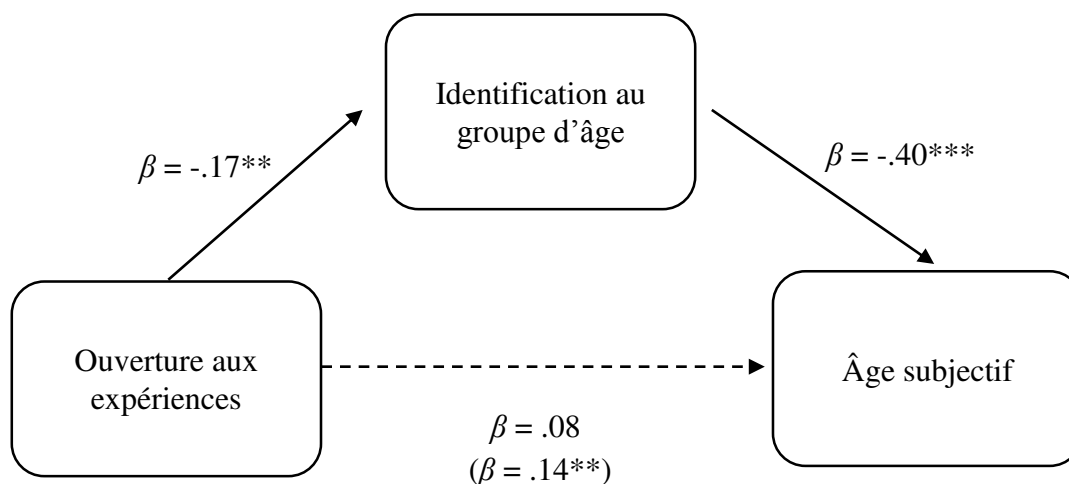 Identification au
groupe d'âge
β = -.17**
β = -.40***
Ouverture aux
expériences
Âge subjectif
β = .08
(β = .14**)